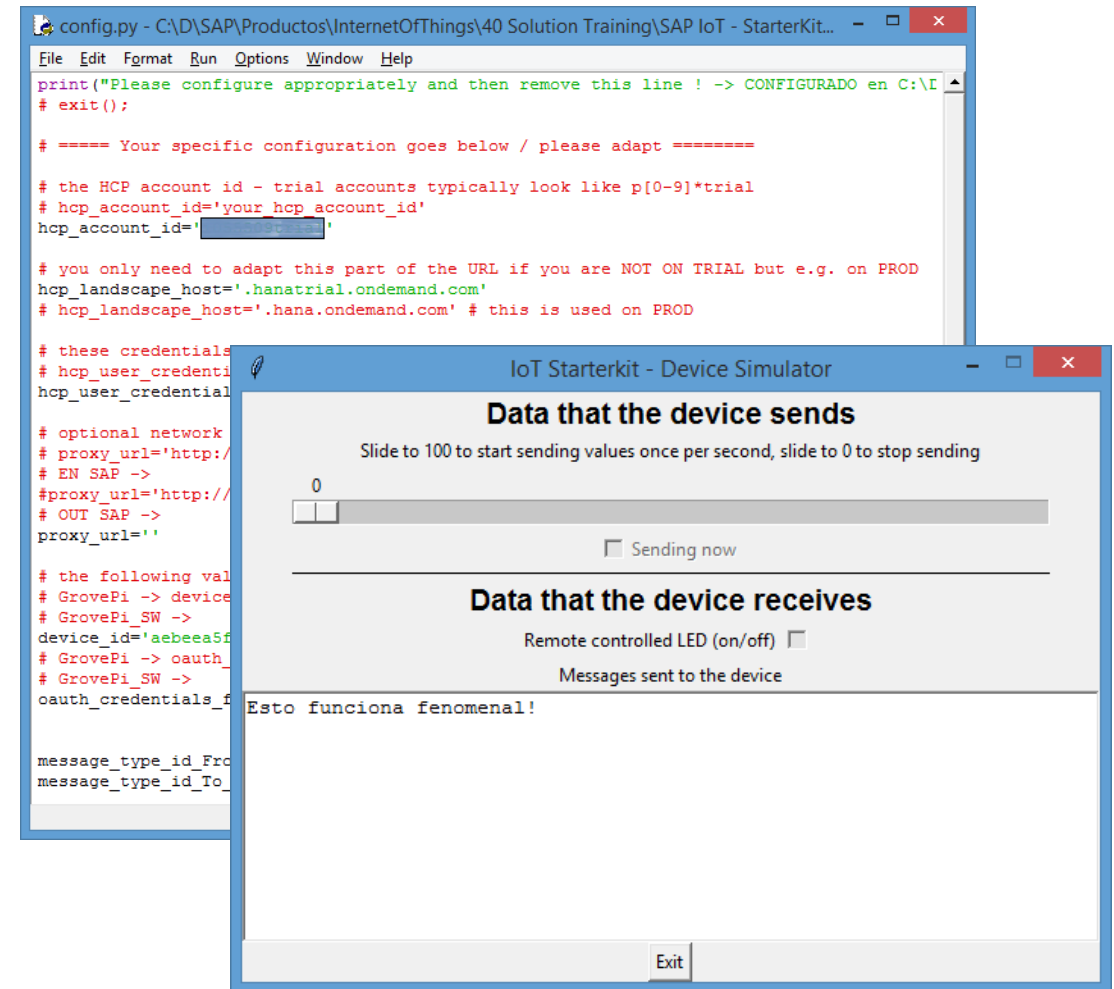 config.py - C:\D\SAP\Productos\InternetOfThings\40 Solution Training\SAP IoT - StarterKit...
File Edit Format Run Options Window Help
print("Please configure appropriately and then remove this line ! -> CONFIGURADO en C:\
# exit();
# ===== Your specific configuration goes below / please adapt ========
# the HCP account id - trial accounts typically look like p[0-9]*trial
# hcp_account_id='your_hcp_account_id'
hcp_account_id=' '
# you only need to adapt this part of the URL if you are NOT ON TRIAL but e.g. on PROD
hcp_landscape_host='.hanatrial.ondemand.com'
# hcp_landscape_host='.hana.ondemand.com' # this is used on PROD
# these credentials
# hcp_user_credenti
hcp_user_credential
# optional network
# proxy_url='http:/
# EN SAP ->
#proxy_url='http://
# OUT SAP ->
proxy_url=''
# the following val
# GrovePi -> device
# GrovePi_SW ->
device_id='aebeea5f
# GrovePi -> oauth_
# GrovePi_SW ->
oauth_credentials_f
message_type_id_Fro
message_type_id_To_
IoT Starterkit - Device Simulator
Data that the device sends
Slide to 100 to start sending values once per second, slide to 0 to stop sending
0
Sending now
Data that the device receives
Remote controlled LED (on/off)
Messages sent to the device
Esto funciona fenomenal!
Exit